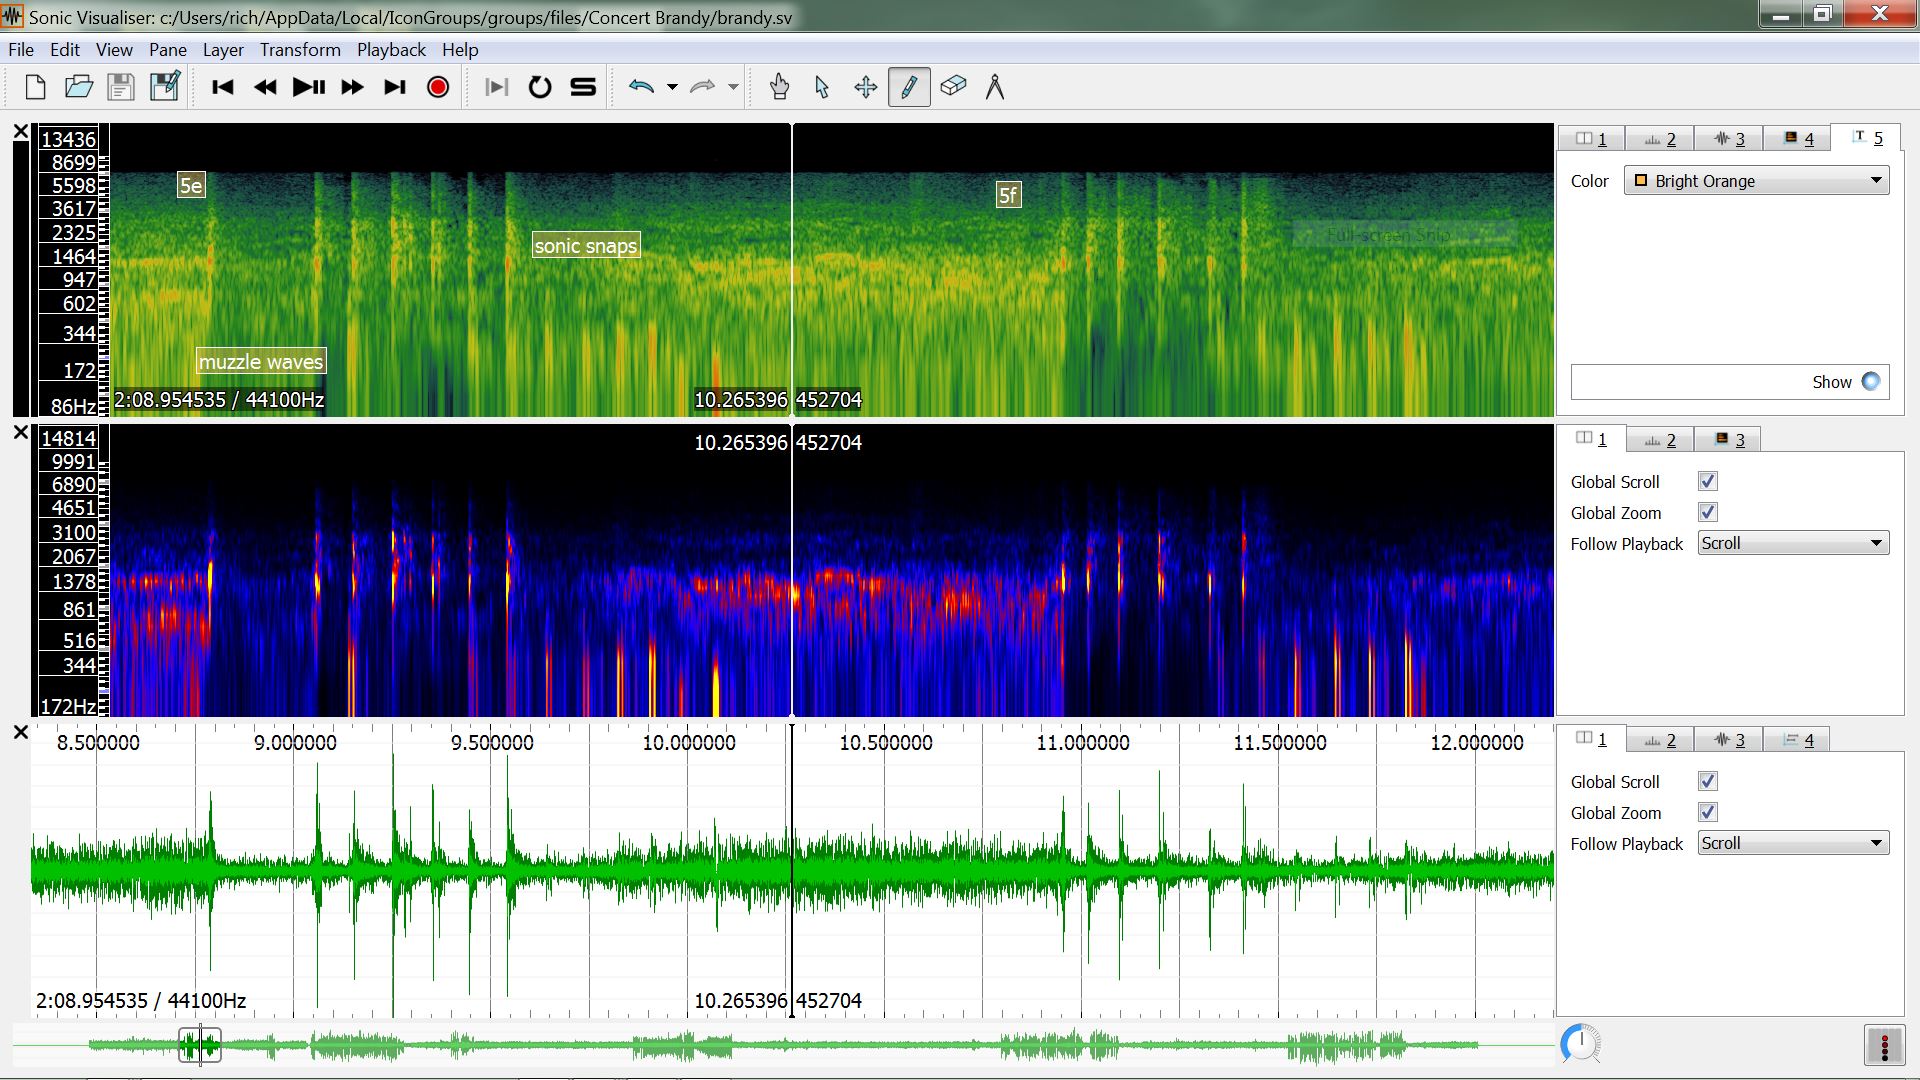 Sonic Visualiser: c:/Users/rich/AppData/Local/IconGroups/groups/files/Concert Brandy/brandy.sv
File Edit View Pane Layer Transform Playback Help
13436
8699
5598
3617
2325
1464
947
602
344
172
86Hz
5e
5f
sonic snaps
Full-screen Snip
muzzle waves
2:08.954535 / 44100Hz
10.265396 452704
1 2 3 4 5
Color Bright Orange
Show
14814
9991
6890
4651
3100
2067
1378
861
516
344
172Hz
10.265396 452704
1 2 3
Global Scroll
Global Zoom
Follow Playback Scroll
8.500000 9.000000 9.500000 10.000000 10.500000 11.000000 11.500000 12.000000
2:08.954535 / 44100Hz
10.265396 452704
1 2 3 4
Global Scroll
Global Zoom
Follow Playback Scroll